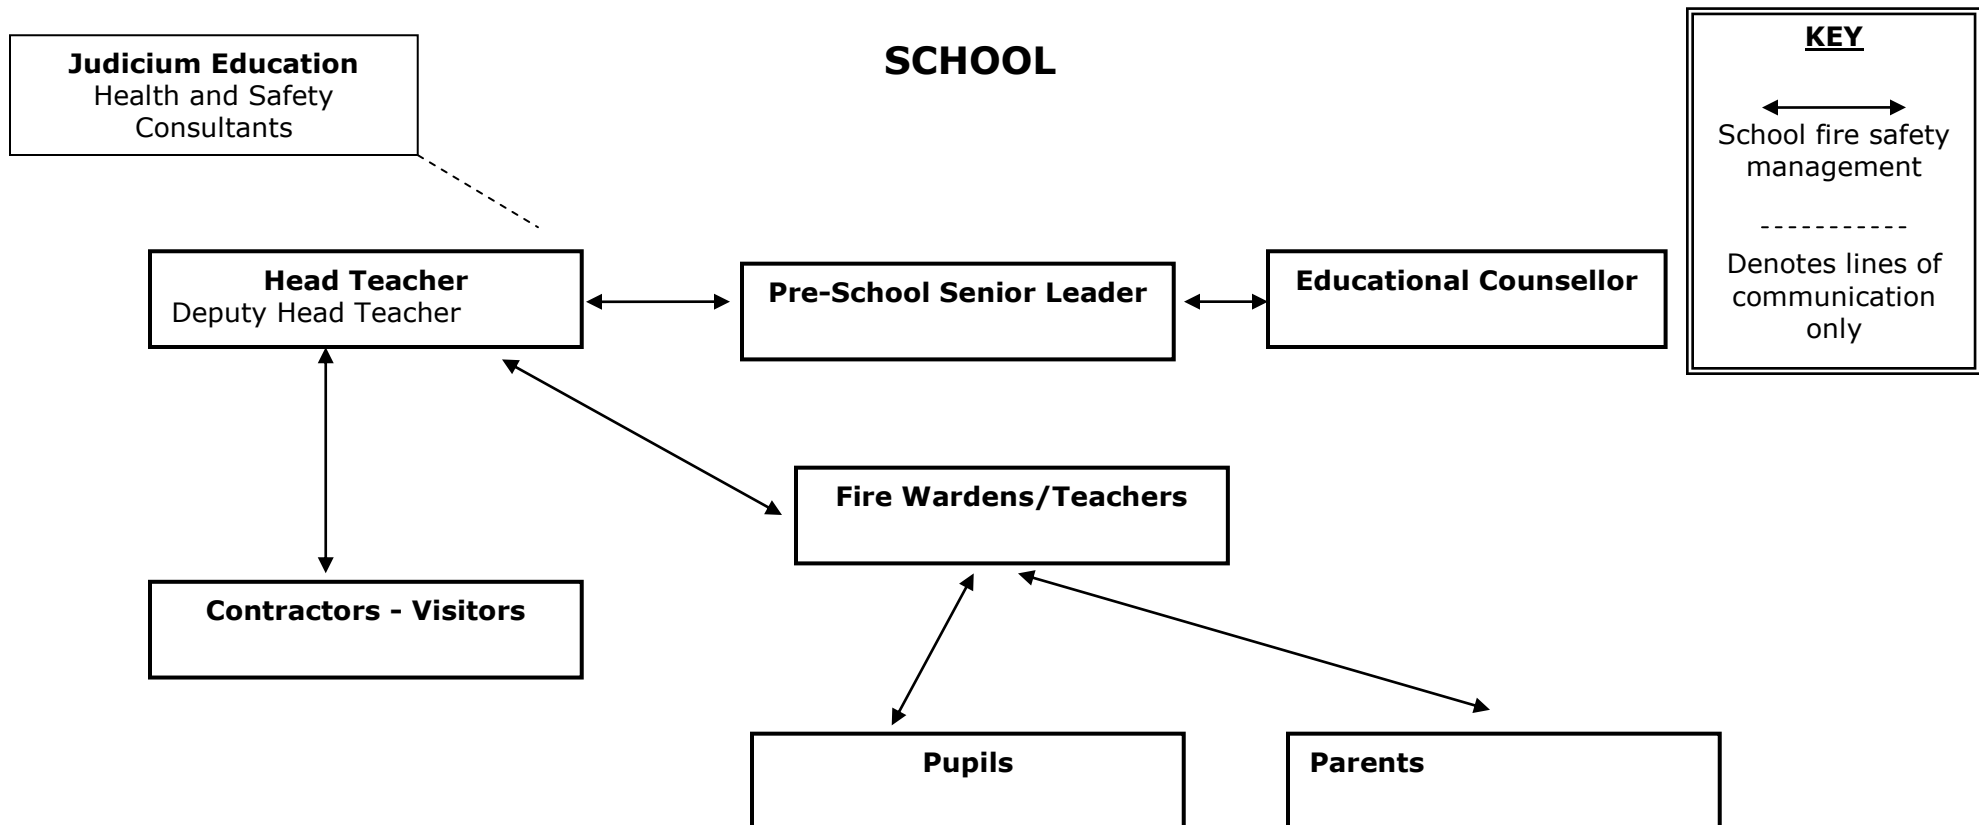 SCHOOL
Judicium Education
Health and Safety
Consultants
KEY
School fire safety
management
Denotes lines of
communication
only
Head Teacher
Deputy Head Teacher
Pre-School Senior Leader
Educational Counsellor
Fire Wardens/Teachers
Contractors - Visitors
Pupils
Parents